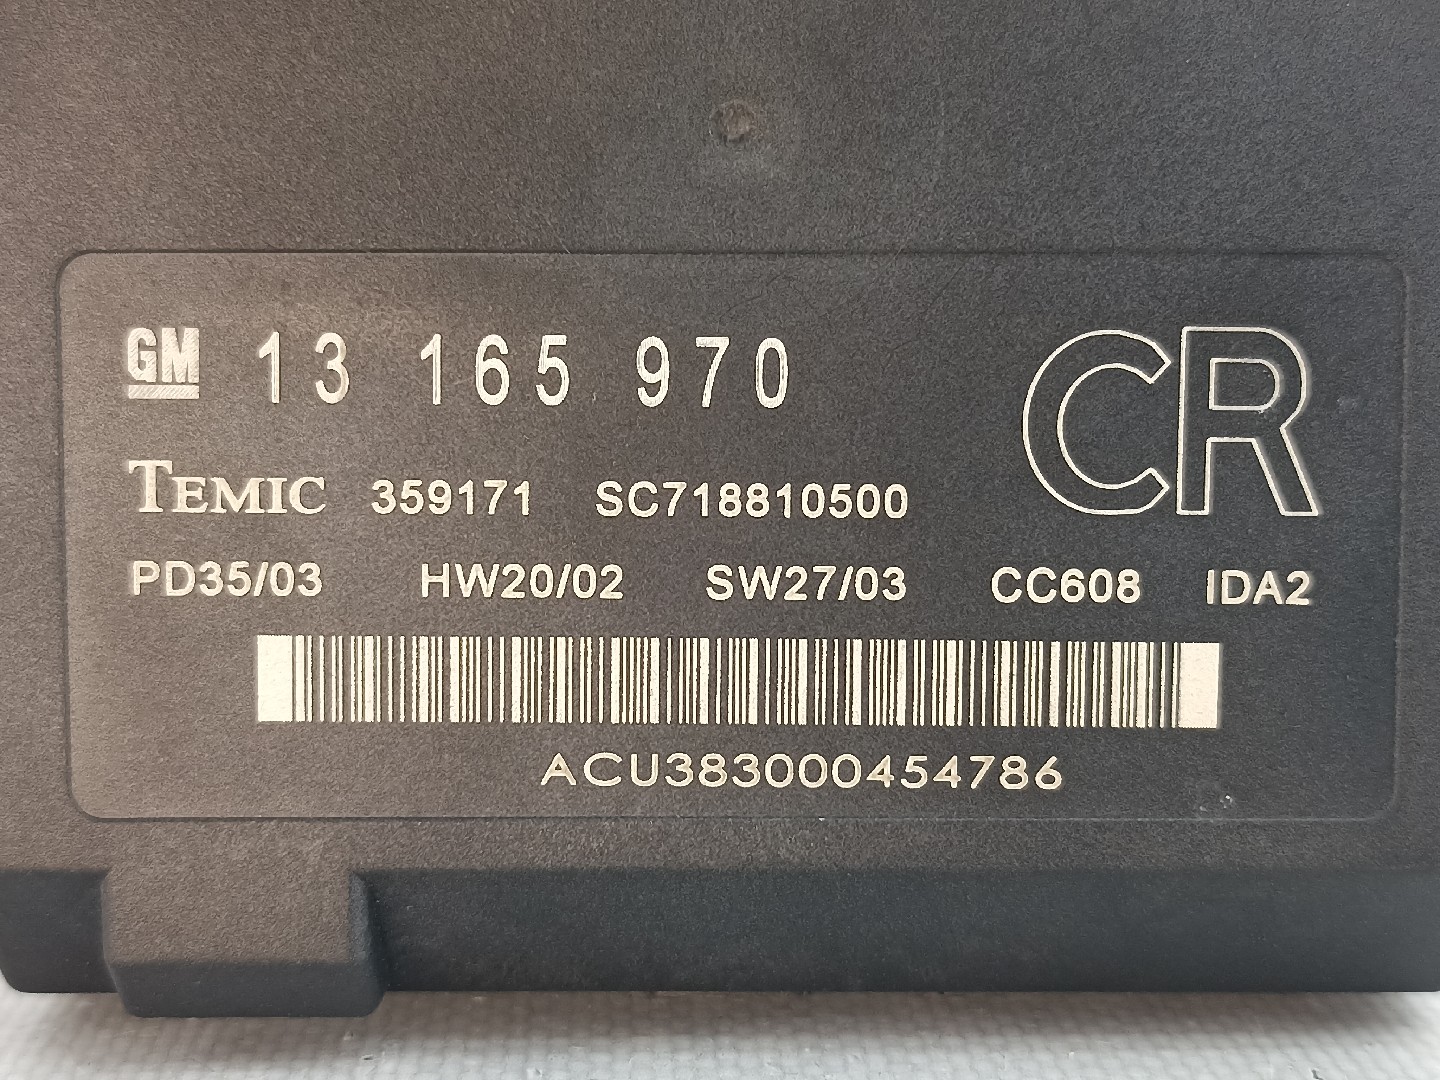 GM 13 165 970 CR
TEMIC 359171 SC718810500
PD35/03 HW20/02 SW27/03 CC608 IDA2
ACU383000454786